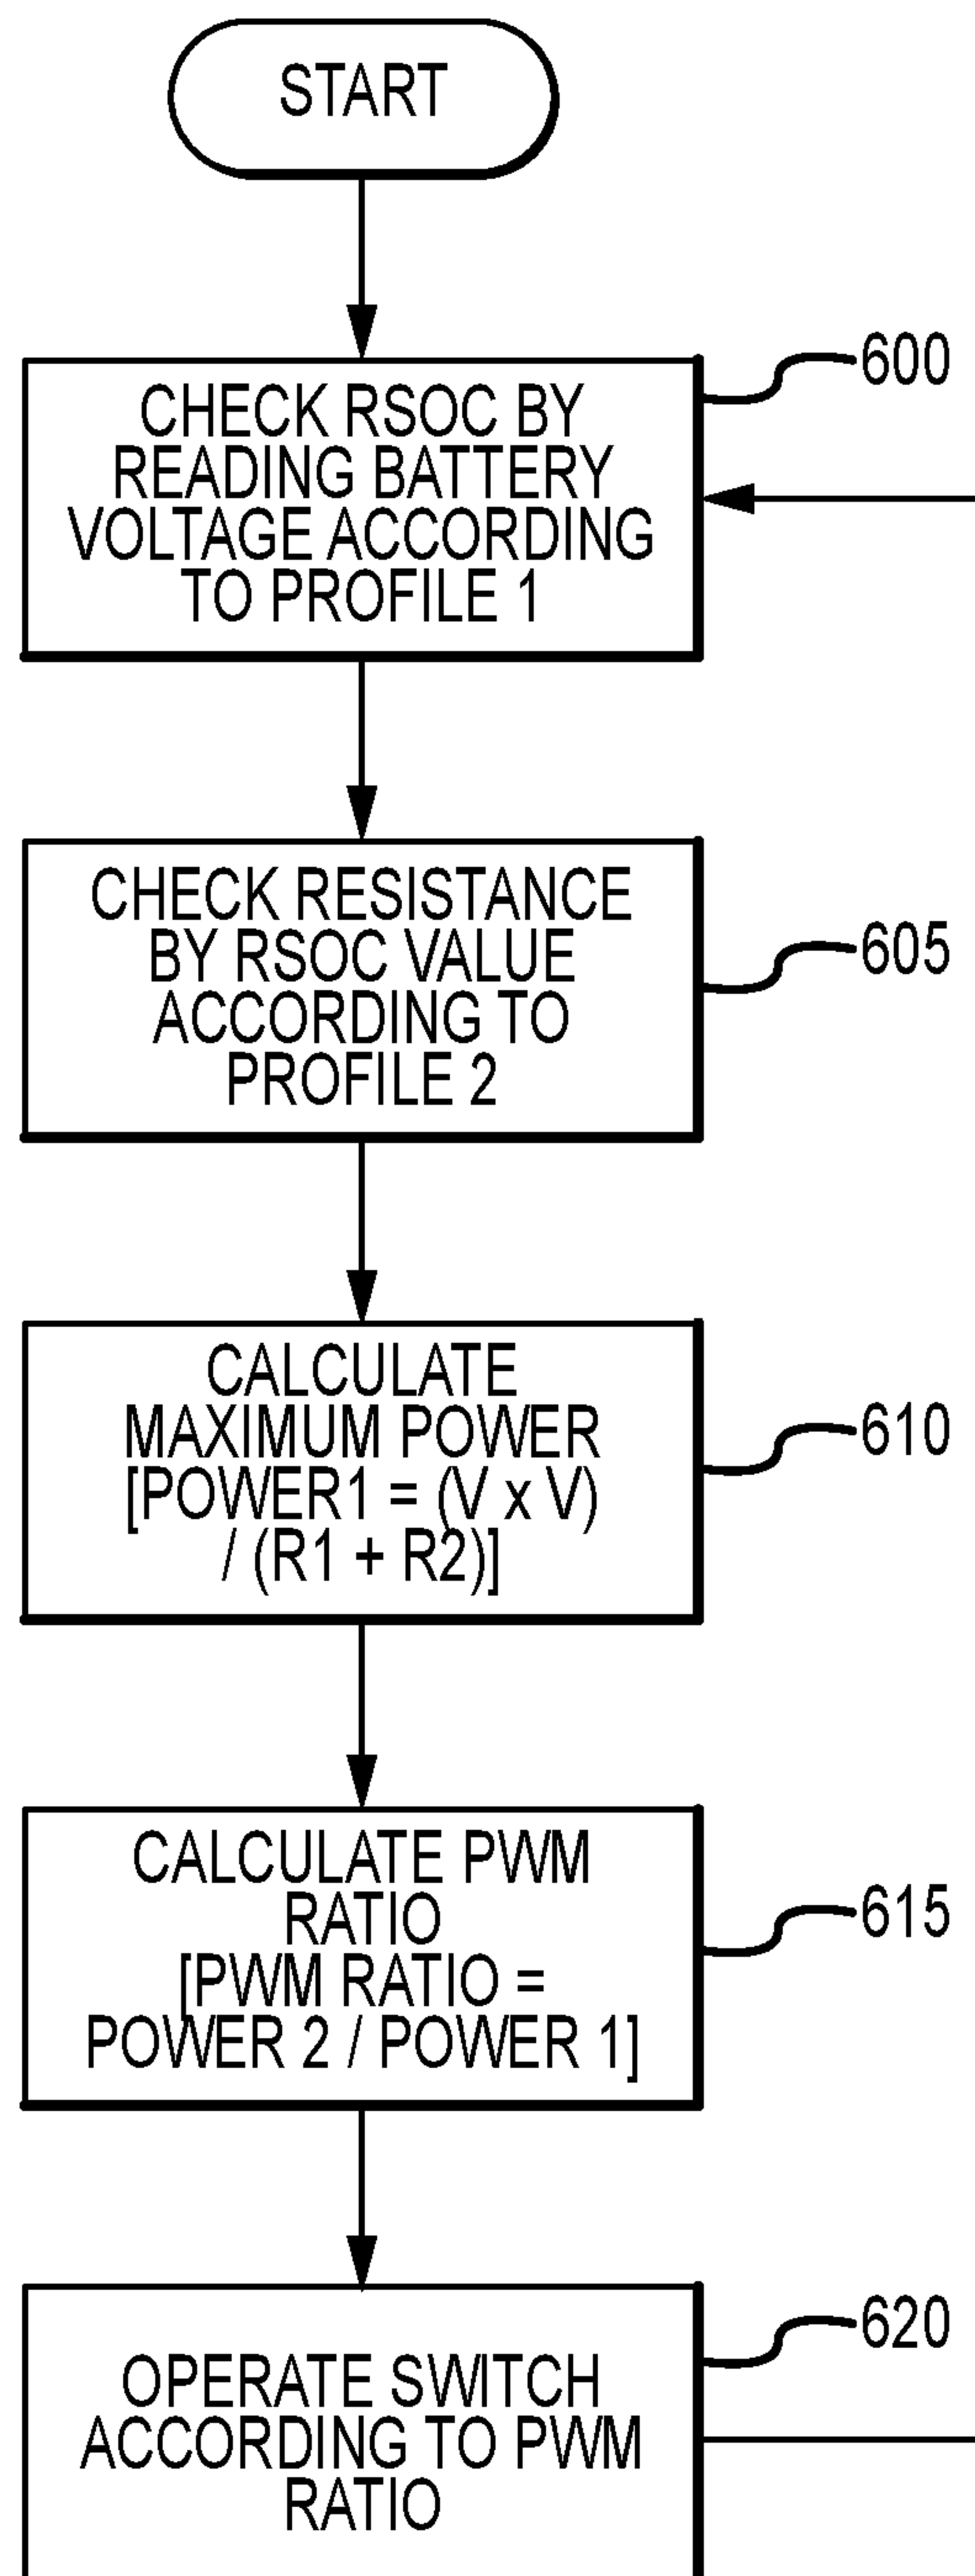 START
600
CHECK RSOC BY
READING BATTERY
VOLTAGE ACCORDING
TO PROFILE 1
CHECK RESISTANCE
BY RSOC VALUE
ACCORDING TO
PROFILE 2
605
CALCULATE
MAXIMUM POWER
[POWER1 = (V x V)
/ (R1 + R2)]
610
CALCULATE PWM
RATIO
[PWM RATIO =
POWER 2 / POWER 1]
615
OPERATE SWITCH
ACCORDING TO PWM
RATIO
620